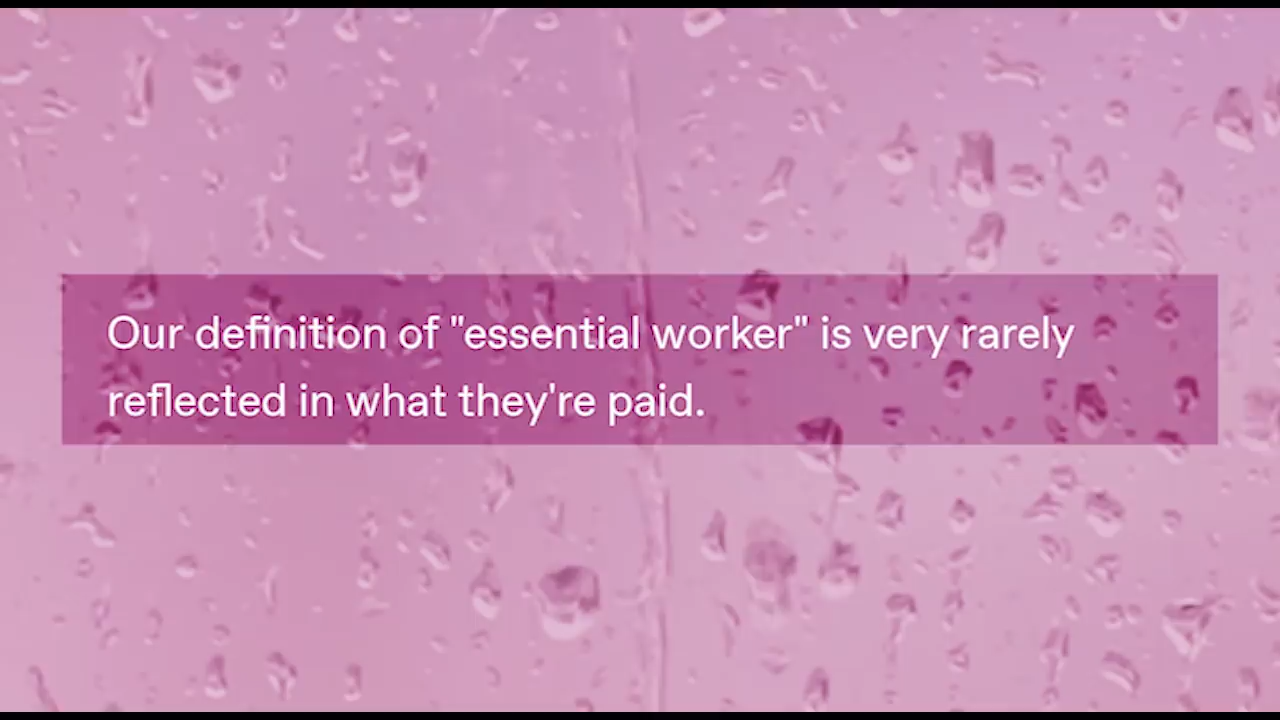 Our definition of "essential worker" is very rarely
reflected in what they're paid.